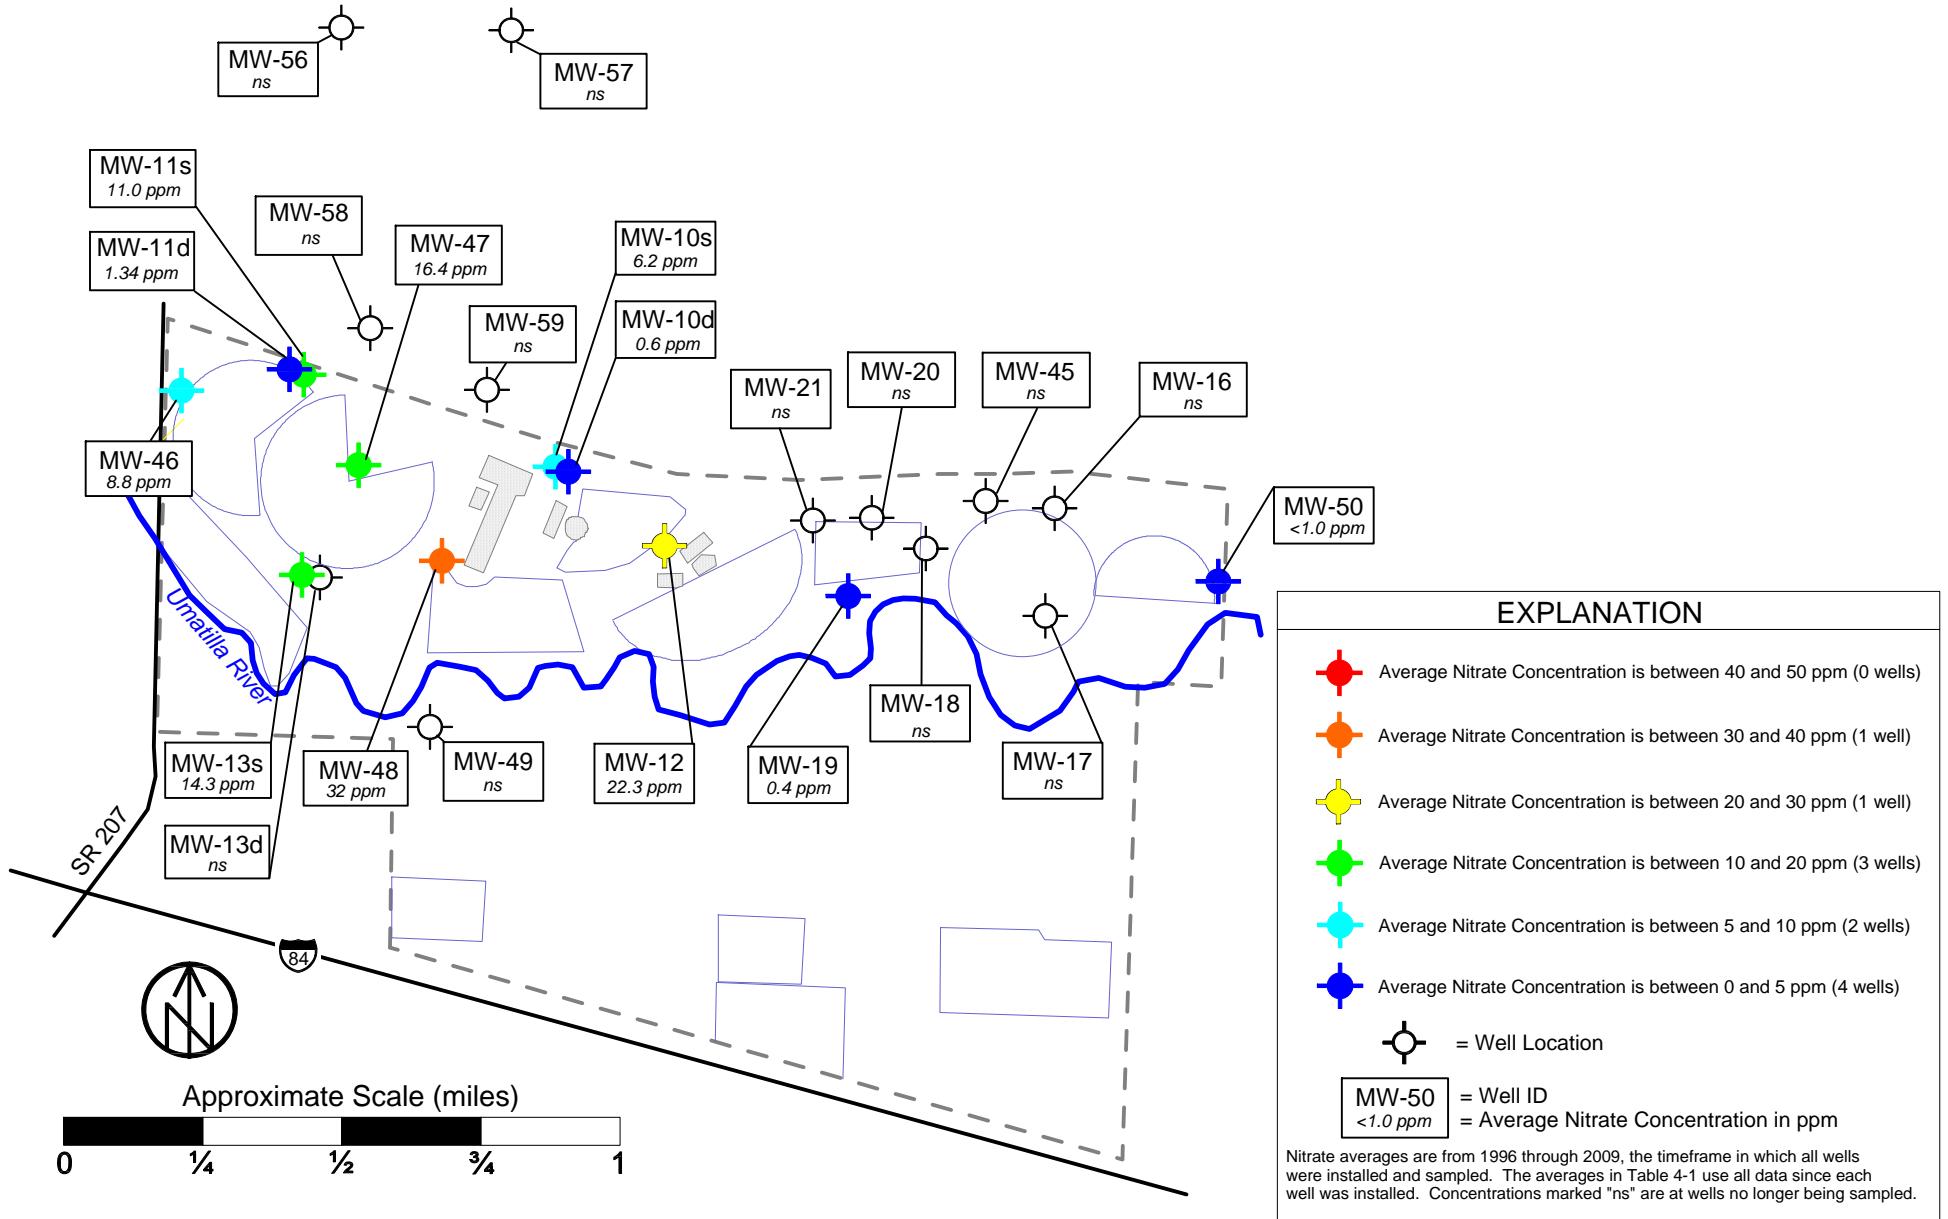 MW-56
ns
MW-57
ns
MW-11s
11.0 ppm
MW-58
ns
MW-47
16.4 ppm
MW-10s
6.2 ppm
MW-11d
1.34 ppm
MW-59
ns
MW-10d
0.6 ppm
MW-21
ns
MW-20
ns
MW-45
ns
MW-16
ns
MW-46
8.8 ppm
MW-50
<1.0 ppm
Umatilla River
MW-18
ns
MW-13s
14.3 ppm
MW-48
32 ppm
MW-49
ns
MW-12
22.3 ppm
MW-19
0.4 ppm
MW-17
ns
MW-13d
ns
SR 207
84
N
Approximate Scale (miles)
0 ¼ ½ ¾ 1
EXPLANATION
Average Nitrate Concentration is between 40 and 50 ppm (0 wells)
Average Nitrate Concentration is between 30 and 40 ppm (1 well)
Average Nitrate Concentration is between 20 and 30 ppm (1 well)
Average Nitrate Concentration is between 10 and 20 ppm (3 wells)
Average Nitrate Concentration is between 5 and 10 ppm (2 wells)
Average Nitrate Concentration is between 0 and 5 ppm (4 wells)
= Well Location
MW-50 = Well ID
<1.0 ppm = Average Nitrate Concentration in ppm
Nitrate averages are from 1996 through 2009, the timeframe in which all wells
were installed and sampled. The averages in Table 4-1 use all data since each
well was installed. Concentrations marked "ns" are at wells no longer being sampled.